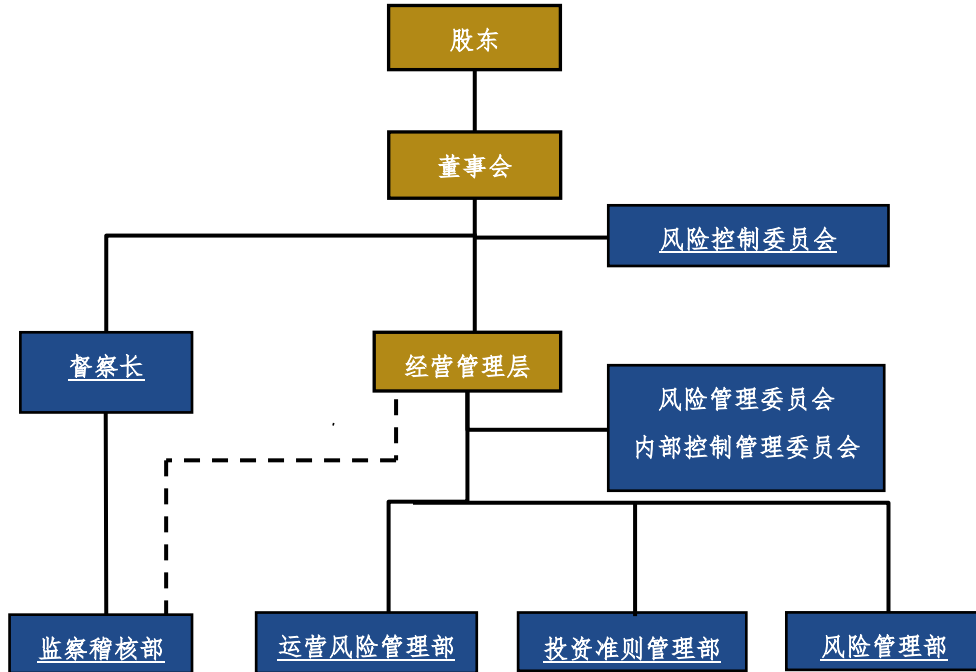 股东
董事会
风险控制委员会
督察长
经营管理层
风险管理委员会
内部控制管理委员会
监察稽核部
运营风险管理部
投资准则管理部
风险管理部